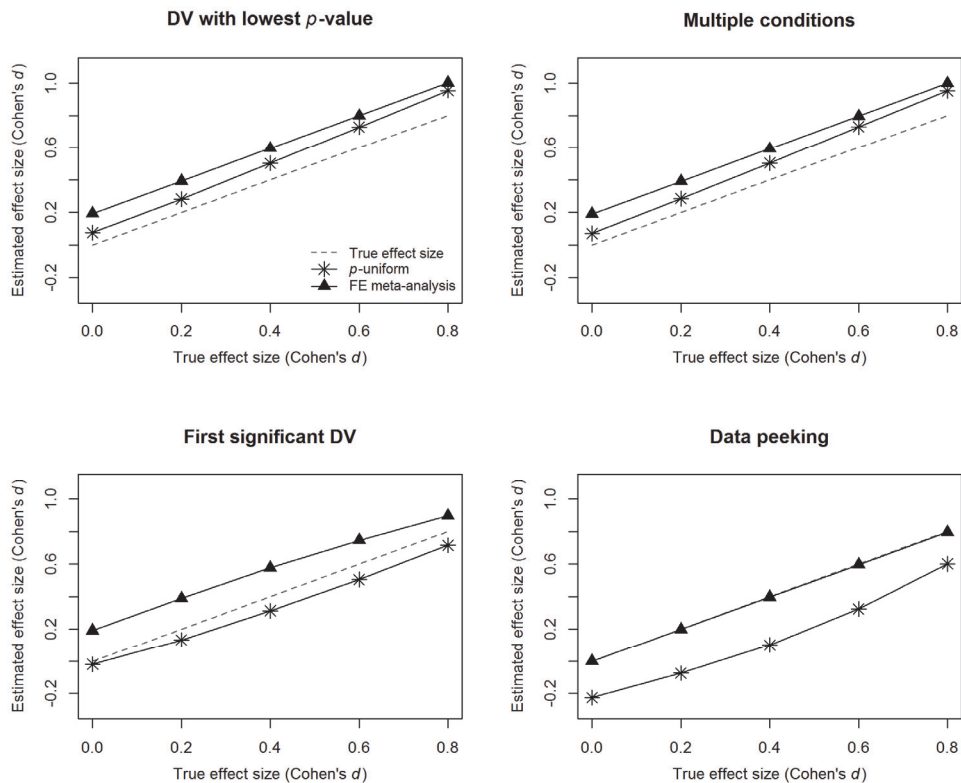 DV with lowest p-value
Estimated effect size (Cohen's d)
1.0
0.6
0.2
-0.2
True effect size
p-uniform
FE meta-analysis
0.0 0.2 0.4 0.6 0.8
True effect size (Cohen's d)
Multiple conditions
Estimated effect size (Cohen's d)
1.0
0.6
0.2
-0.2
0.0 0.2 0.4 0.6 0.8
True effect size (Cohen's d)
First significant DV
Estimated effect size (Cohen's d)
1.0
0.6
0.2
-0.2
0.0 0.2 0.4 0.6 0.8
True effect size (Cohen's d)
Data peeking
Estimated effect size (Cohen's d)
1.0
0.6
0.2
-0.2
0.0 0.2 0.4 0.6 0.8
True effect size (Cohen's d)